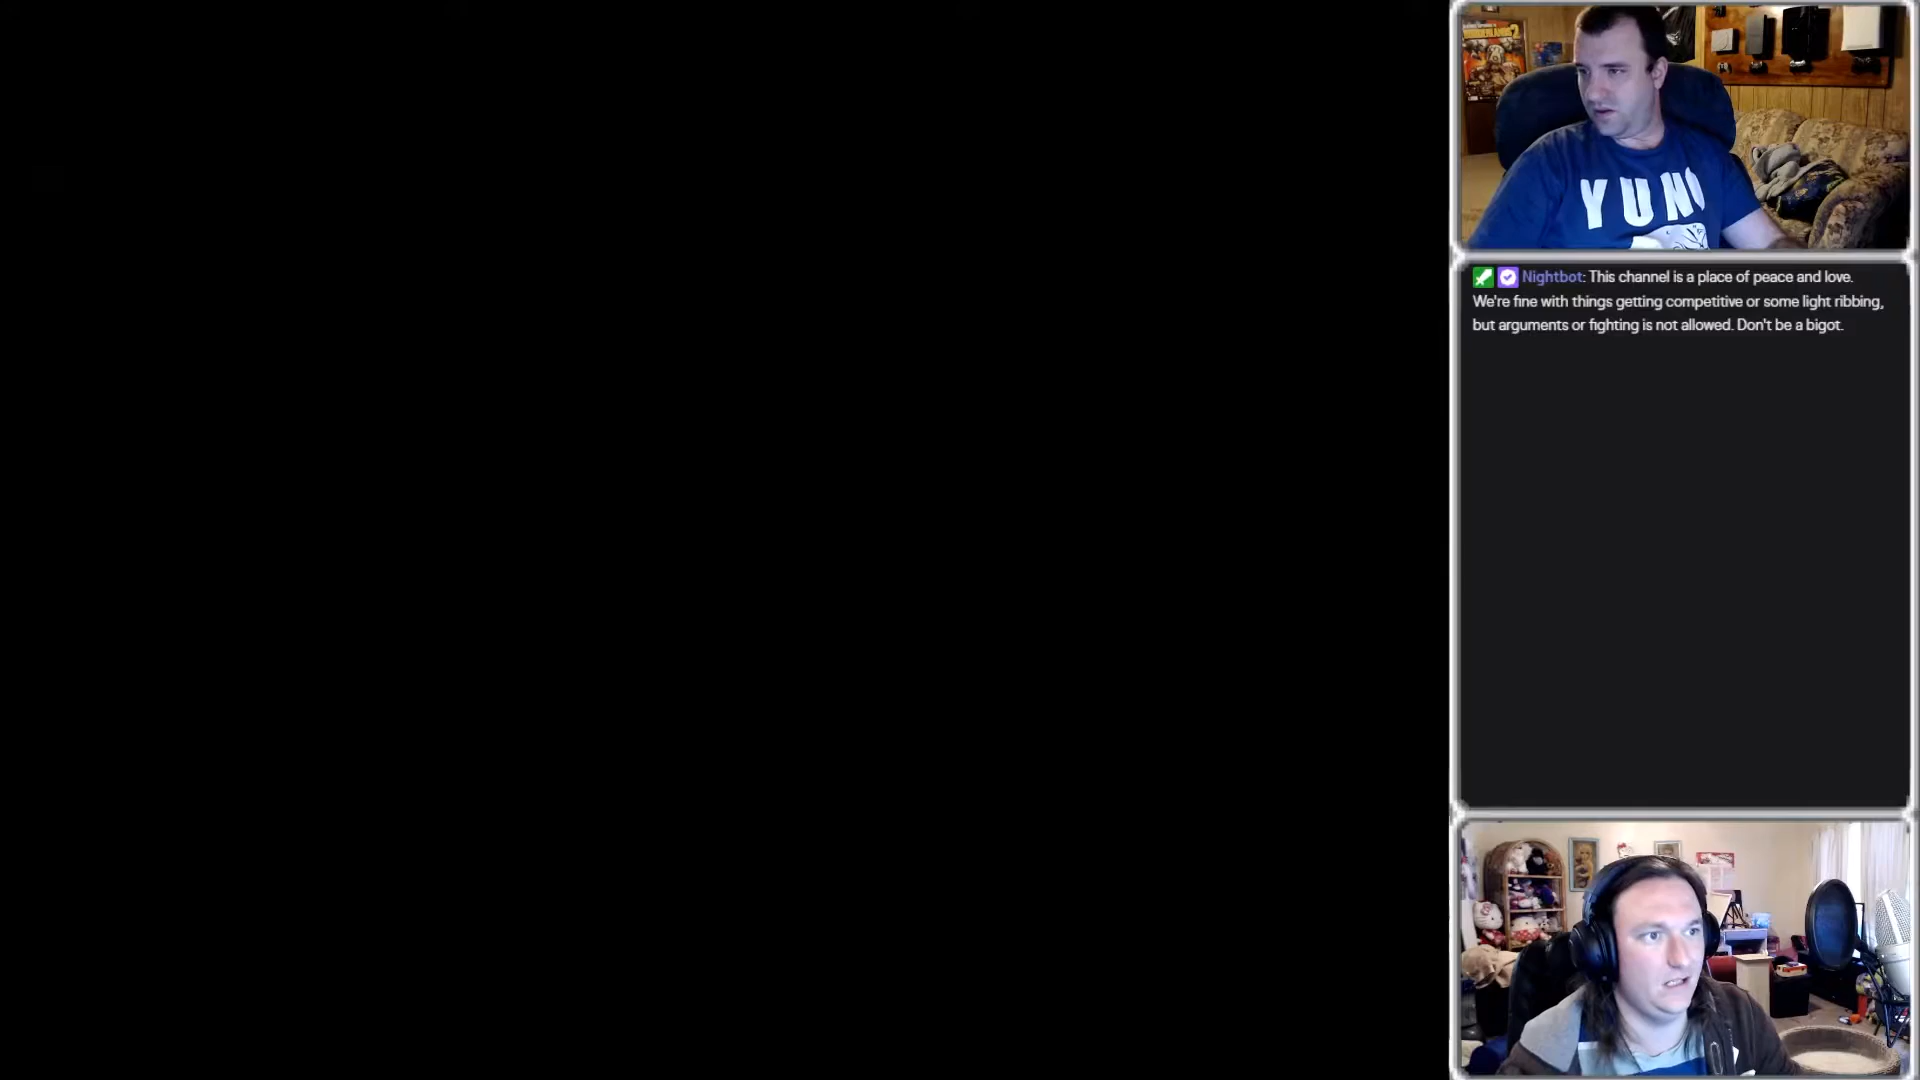 YUNO
Nightbot: This channel is a place of peace and love.
We're fine with things getting competitive or some light ribbing,
but arguments or fighting is not allowed. Don't be a bigot.